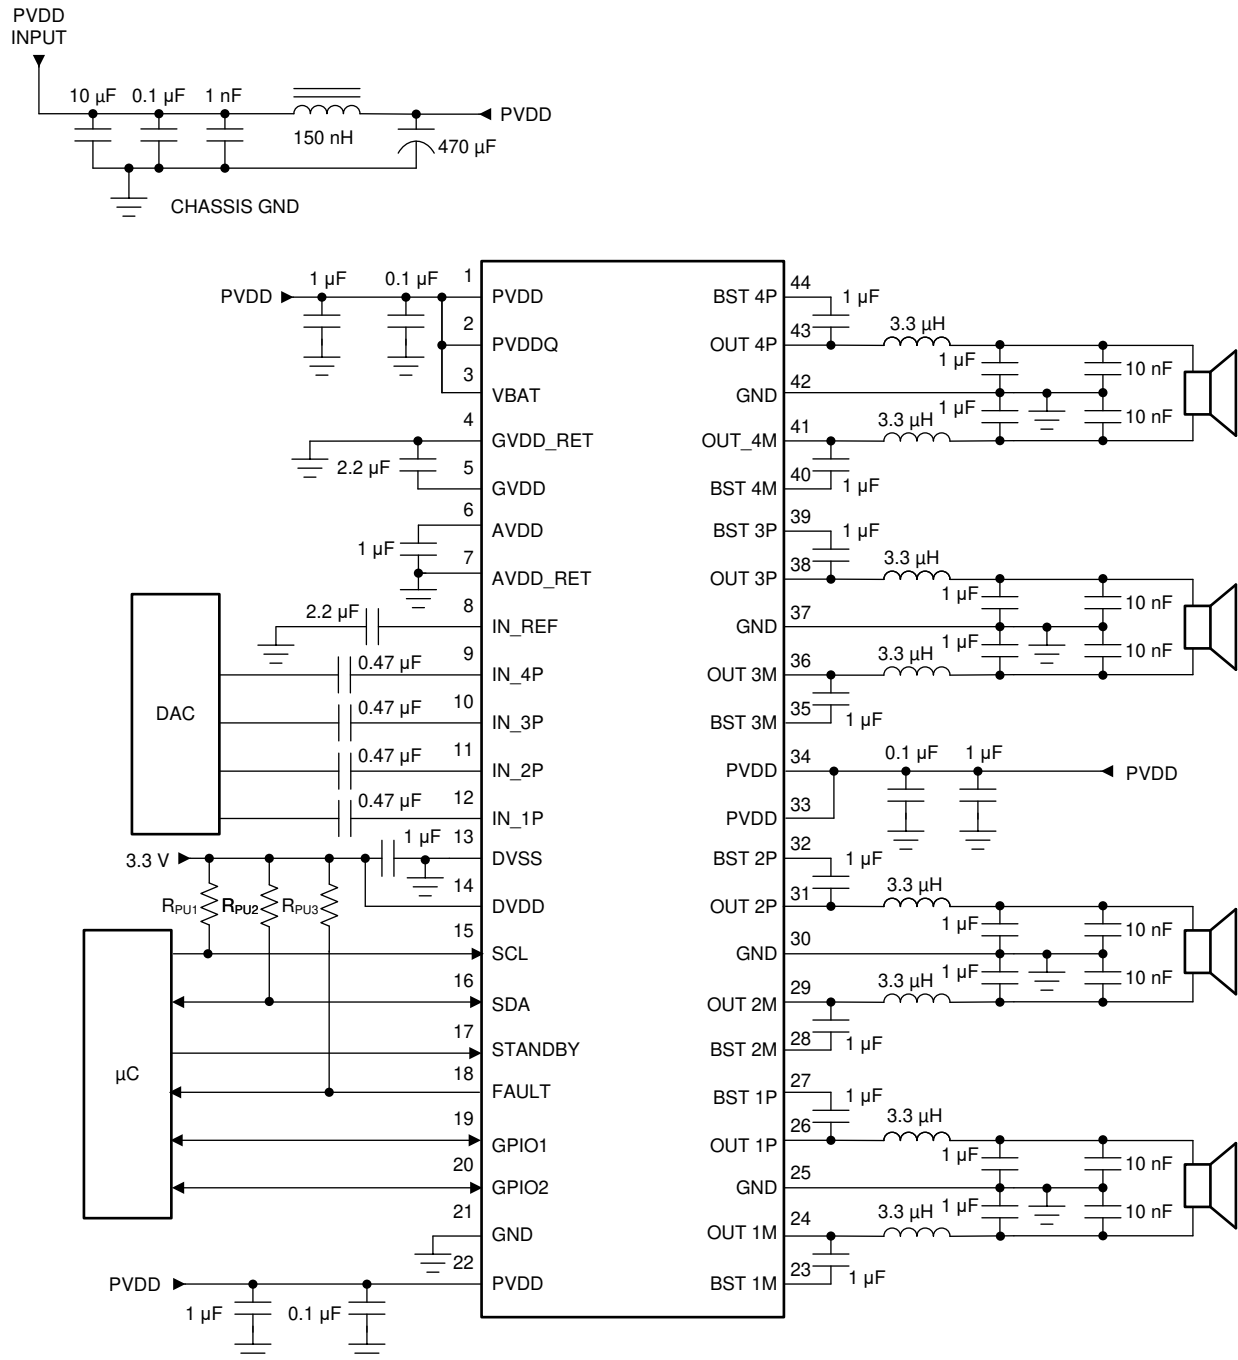 PVDD
INPUT
10 µF
0.1 µF
1 nF
150 nH
470 µF
PVDD
CHASSIS GND
PVDD
1 µF
0.1 µF
1
PVDD
2
PVDDQ
3
VBAT
4
GVDD_RET
2.2 µF
5
GVDD
6
AVDD
1 µF
7
AVDD_RET
8
2.2 µF
IN_REF
9
0.47 µF
IN_4P
DAC
10
0.47 µF
IN_3P
11
0.47 µF
IN_2P
12
0.47 µF
IN_1P
13
1 µF
3.3 V
DVSS
14
DVDD
RPU1
RPU2
RPU3
15
SCL
16
SDA
17
STANDBY
µC
18
FAULT
19
GPIO1
20
GPIO2
21
GND
22
PVDD
PVDD
1 µF
0.1 µF
44
BST 4P
1 µF
43
OUT 4P
3.3 µH
1 µF
10 nF
42
GND
1 µF
10 nF
41
OUT_4M
3.3 µH
40
BST 4M
1 µF
39
BST 3P
1 µF
38
OUT 3P
3.3 µH
1 µF
10 nF
37
GND
1 µF
10 nF
36
OUT 3M
3.3 µH
35
BST 3M
1 µF
34
PVDD
0.1 µF
1 µF
PVDD
33
PVDD
32
BST 2P
1 µF
31
OUT 2P
3.3 µH
1 µF
10 nF
30
GND
1 µF
10 nF
29
OUT 2M
3.3 µH
28
BST 2M
1 µF
27
BST 1P
1 µF
26
OUT 1P
3.3 µH
1 µF
10 nF
25
GND
1 µF
10 nF
24
OUT 1M
3.3 µH
23
BST 1M
1 µF